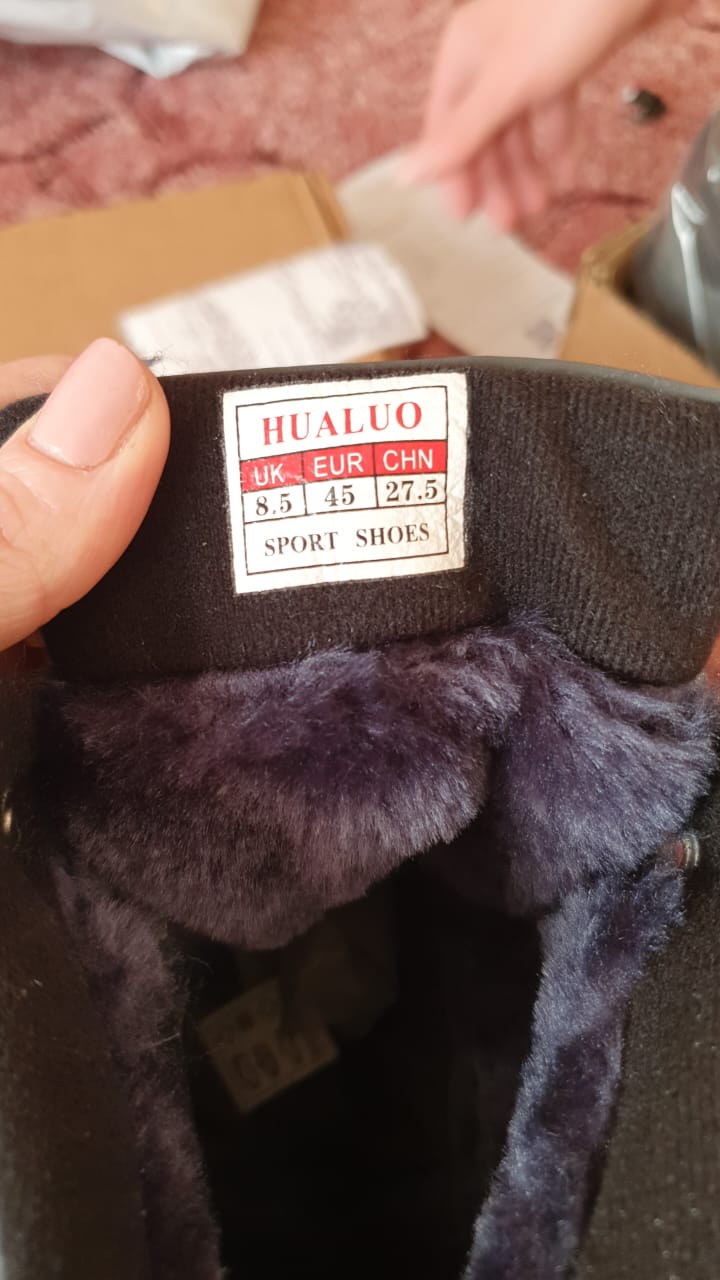 HUALUO
UK EUR CHN
8.5 45 27.5
SPORT SHOES